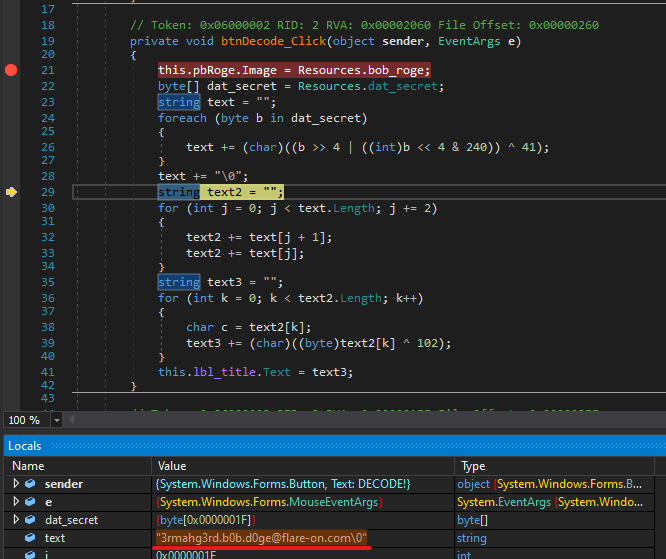 17 }
18 // Token: 0x06000002 RID: 2 RVA: 0x00002060 File Offset: 0x00000260
19 private void btnDecode_Click(object sender, EventArgs e)
20 {
21 this.pbRoge.Image = Resources.bob_roge;
22 byte[] dat_secret = Resources.dat_secret;
23 string text = "";
24 foreach (byte b in dat_secret)
25 {
26 text += (char)((b >> 4 | ((int)b << 4 & 240)) ^ 41);
27 }
28 text += "\0";
29 string text2 = "";
30 for (int j = 0; j < text.Length; j += 2)
31 {
32 text2 += text[j + 1];
33 text2 += text[j];
34 }
35 string text3 = "";
36 for (int k = 0; k < text2.Length; k++)
37 {
38 char c = text2[k];
39 text3 += (char)((byte)text2[k] ^ 102);
40 }
41 this.lbl_title.Text = text3;
42 }
43
100 %
Locals
Name Value Type
sender {System.Windows.Forms.Button, Text: DECODE!} object {System.Windows.Forms.B...
e {System.Windows.Forms.MouseEventArgs} System.EventArgs {System.Windo...
dat_secret {byte[0x0000001F]} byte[]
text "3rmahg3rd.b0b.d0ge@flare-on.com\0" string
i 0x0000001F int